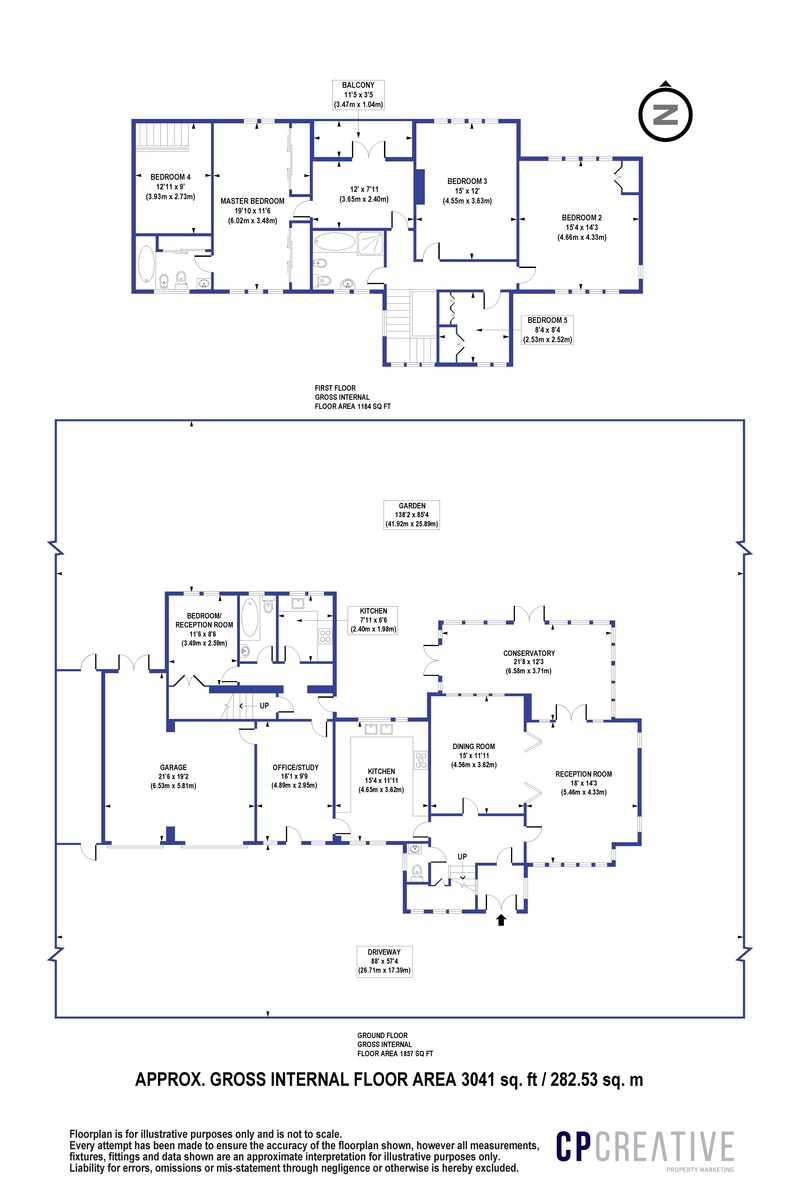 BALCONY
11'5 x 3'5
(3.47m x 1.04m)
N
BEDROOM 4
12'11 x 9'
(3.93m x 2.73m)
MASTER BEDROOM
19'10 x 11'6
(6.02m x 3.48m)
12' x 7'11
(3.65m x 2.40m)
BEDROOM 3
15' x 12'
(4.55m x 3.63m)
BEDROOM 2
15'4 x 14'3
(4.66m x 4.33m)
BEDROOM 5
8'4 x 8'4
(2.53m x 2.52m)
FIRST FLOOR
GROSS INTERNAL
FLOOR AREA 1184 SQ FT
GARDEN
138'2 x 85'4
(41.92m x 25.89m)
BEDROOM/
RECEPTION ROOM
11'6 x 8'6
(3.49m x 2.59m)
KITCHEN
7'11 x 6'6
(2.40m x 1.98m)
CONSERVATORY
21'8 x 12'3
(6.58m x 3.71m)
UP
GARAGE
21'6 x 19'2
(6.53m x 5.81m)
OFFICE/STUDY
16'1 x 9'9
(4.89m x 2.95m)
KITCHEN
15'4 x 11'11
(4.65m x 3.62m)
DINING ROOM
15' x 11'11
(4.56m x 3.62m)
RECEPTION ROOM
18' x 14'3
(5.46m x 4.33m)
UP
DRIVEWAY
88' x 57'4
(26.71m x 17.39m)
GROUND FLOOR
GROSS INTERNAL
FLOOR AREA 1857 SQ FT
APPROX. GROSS INTERNAL FLOOR AREA 3041 sq. ft / 282.53 sq. m
Floorplan is for illustrative purposes only and is not to scale.
Every attempt has been made to ensure the accuracy of the floorplan shown, however all measurements,
fixtures, fittings and data shown are an approximate interpretation for illustrative purposes only.
Liability for errors, omissions or mis-statement through negligence or otherwise is hereby excluded.
CPCREATIVE
PROPERTY MARKETING